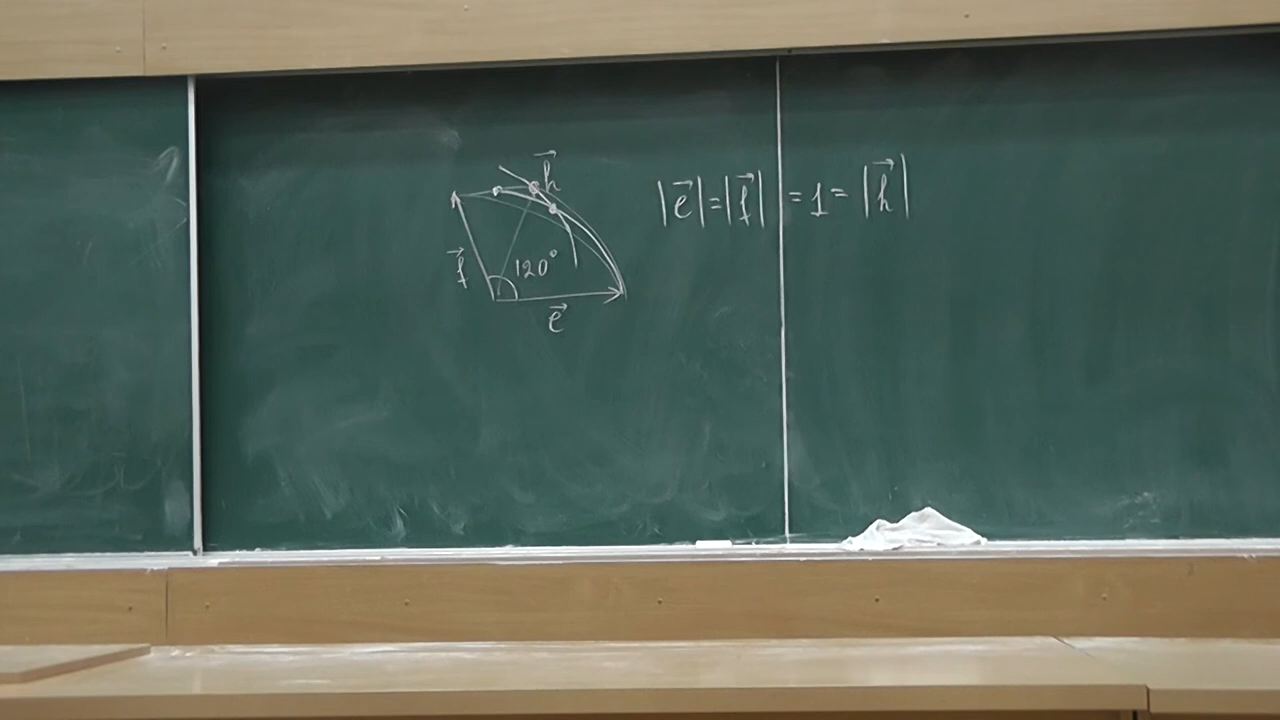 h⃗
|e⃗|=|f⃗| = 1 = |h⃗|
f⃗
120°
e⃗